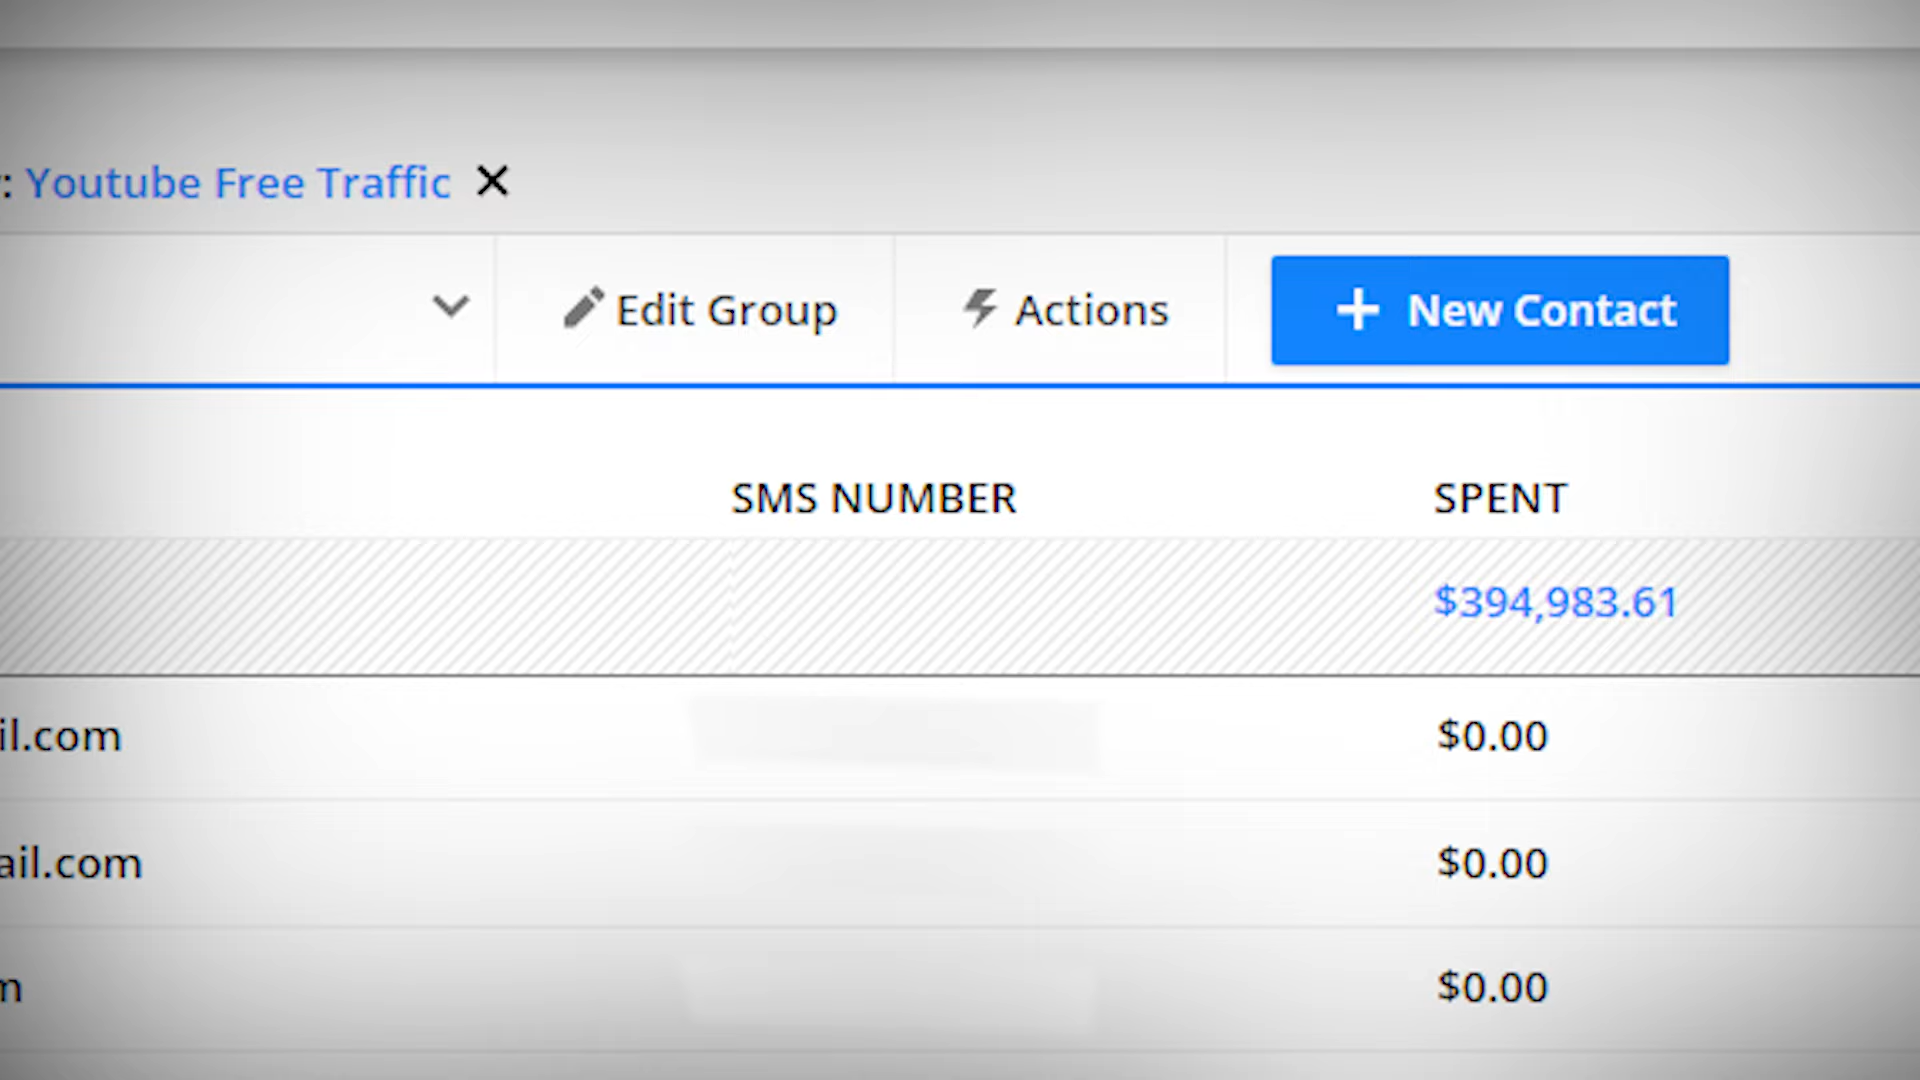 : Youtube Free Traffic ✕
Edit Group Actions + New Contact
SMS NUMBER SPENT
$394,983.61
il.com $0.00
ail.com $0.00
m $0.00